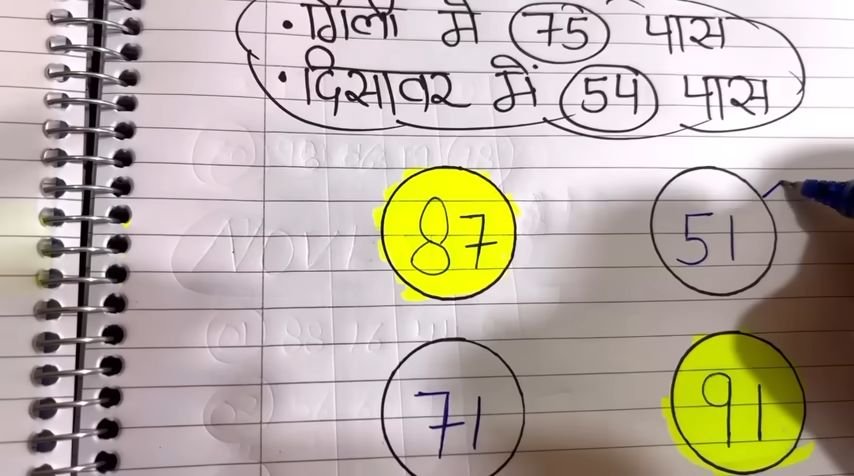 • गली में 75 पास
• दिसावर में 54 पास
87 51
71 91